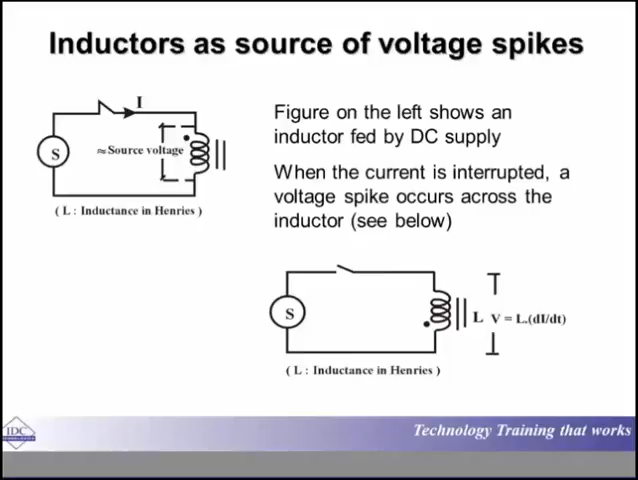 Inductors as source of voltage spikes
I
S
≈ Source voltage
( L : Inductance in Henries )
Figure on the left shows an
inductor fed by DC supply
When the current is interrupted, a
voltage spike occurs across the
inductor (see below)
S
L V = L.(dI/dt)
( L : Inductance in Henries )
IDC
Technology Training that works